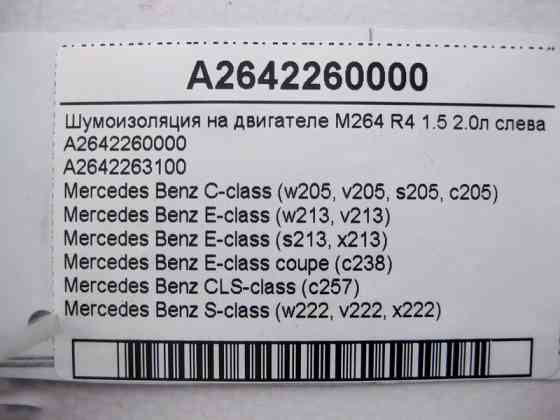 A2642260000
Шумоизоляция на двигателе M264 R4 1.5 2.0л слева
A2642260000
A2642263100
Mercedes Benz C-class (w205, v205, s205, c205)
Mercedes Benz E-class (w213, v213)
Mercedes Benz E-class (s213, x213)
Mercedes Benz E-class coupe (c238)
Mercedes Benz CLS-class (c257)
Mercedes Benz S-class (w222, v222, x222)